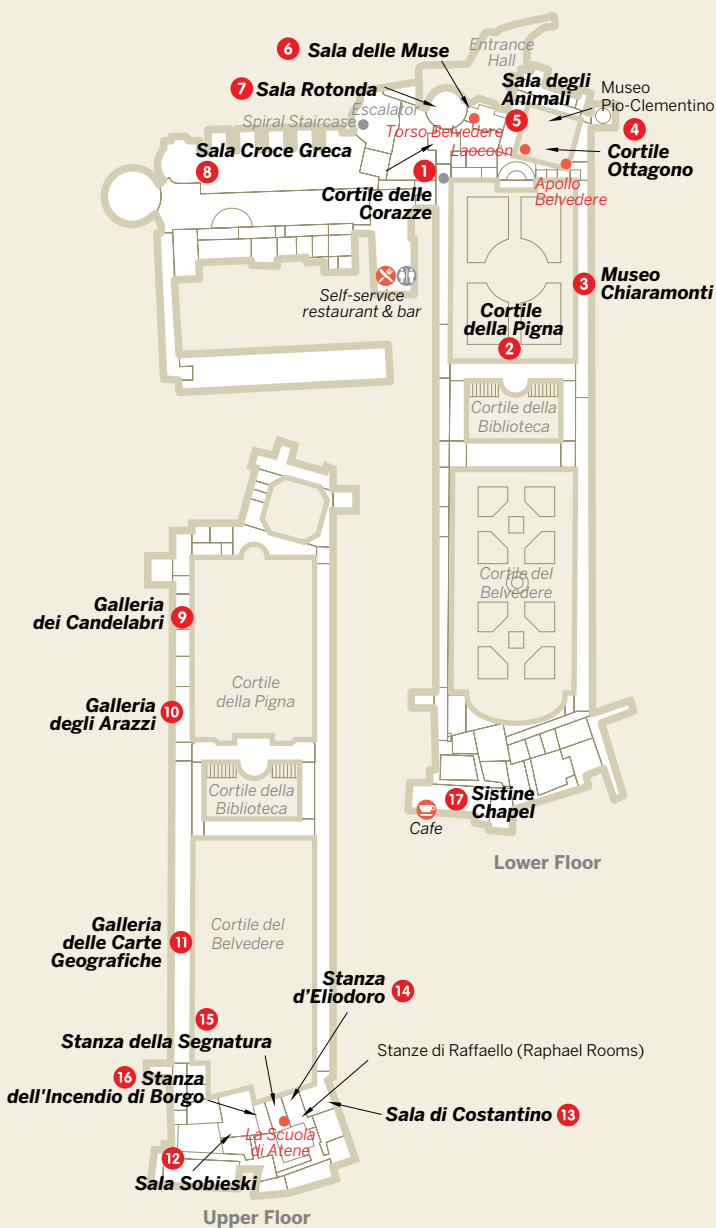 6 Sala delle Muse
Entrance
Hall
7 Sala Rotonda
Sala degli
Animali
5
Museo
Pio-Clementino
4
Cortile
Ottagono
Escalator
Spiral Staircase
Torso Belvedere
Laocoön
Apollo
Belvedere
Sala Croce Greca
8
1
Cortile delle
Corazze
3 Museo
Chiaramonti
Self-service
restaurant & bar
Cortile
della Pigna
2
Cortile della
Biblioteca
Cortile del
Belvedere
17 Sistine
Chapel
Cafe
Lower Floor
Galleria
dei Candelabri
9
Cortile
della Pigna
Galleria
degli Arazzi
10
Cortile della
Biblioteca
Galleria
delle Carte
Geografiche
11
Cortile del
Belvedere
Stanza
d'Eliodoro
14
15
Stanza della Segnatura
Stanze di Raffaello (Raphael Rooms)
16 Stanza
dell'Incendio di Borgo
Sala di Costantino 13
La Scuola
di Atene
12
Sala Sobieski
Upper Floor